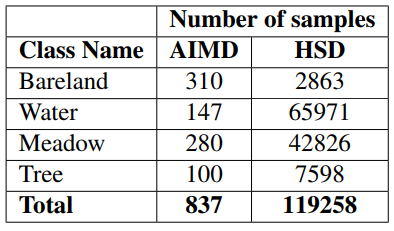 Number of samples
Class Name AIMD HSD
Bareland 310 2863
Water 147 65971
Meadow 280 42826
Tree 100 7598
Total 837 119258